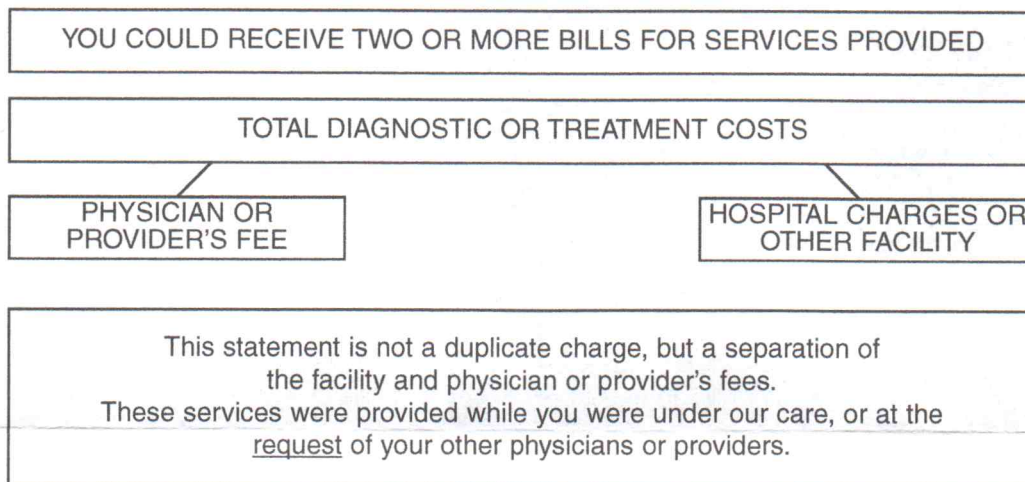 YOU COULD RECEIVE TWO OR MORE BILLS FOR SERVICES PROVIDED
TOTAL DIAGNOSTIC OR TREATMENT COSTS
PHYSICIAN OR
PROVIDER'S FEE
HOSPITAL CHARGES OR
OTHER FACILITY
This statement is not a duplicate charge, but a separation of
the facility and physician or provider's fees.
These services were provided while you were under our care, or at the
request of your other physicians or providers.